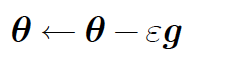 𝜽 ← 𝜽 − 𝜀𝒈